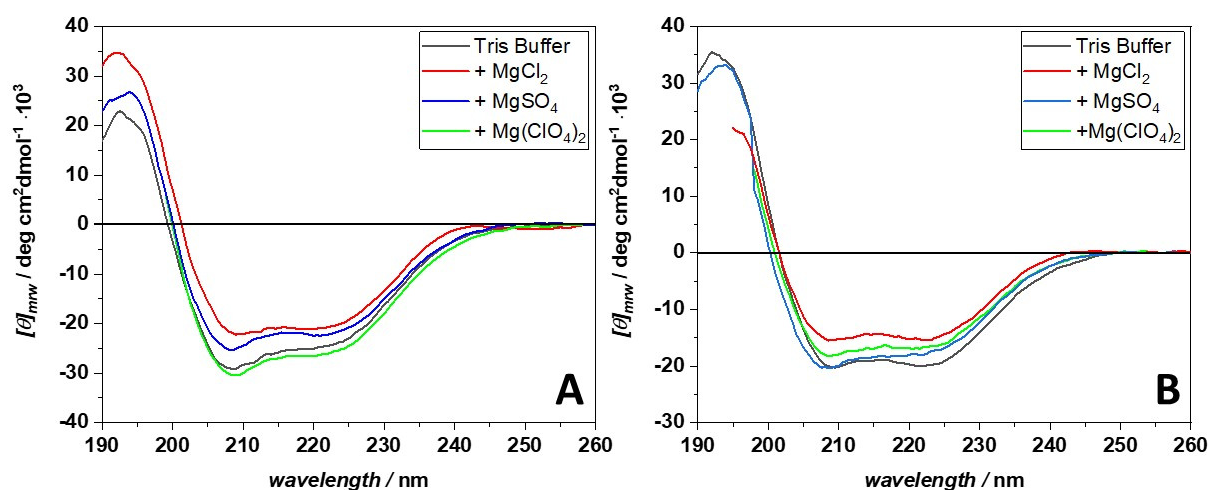 40
30
20
10
0
-10
-20
-30
-40
190 200 210 220 230 240 250 260
[θ]mrw / deg cm²dmol⁻¹ ·10³
wavelength / nm
Tris Buffer
+ MgCl₂
+ MgSO₄
+ Mg(ClO₄)₂
A
40
30
20
10
0
-10
-20
-30
190 200 210 220 230 240 250 260
[θ]mrw / deg cm²dmol⁻¹ ·10³
wavelength / nm
Tris Buffer
+ MgCl₂
+ MgSO₄
+Mg(ClO₄)₂
B